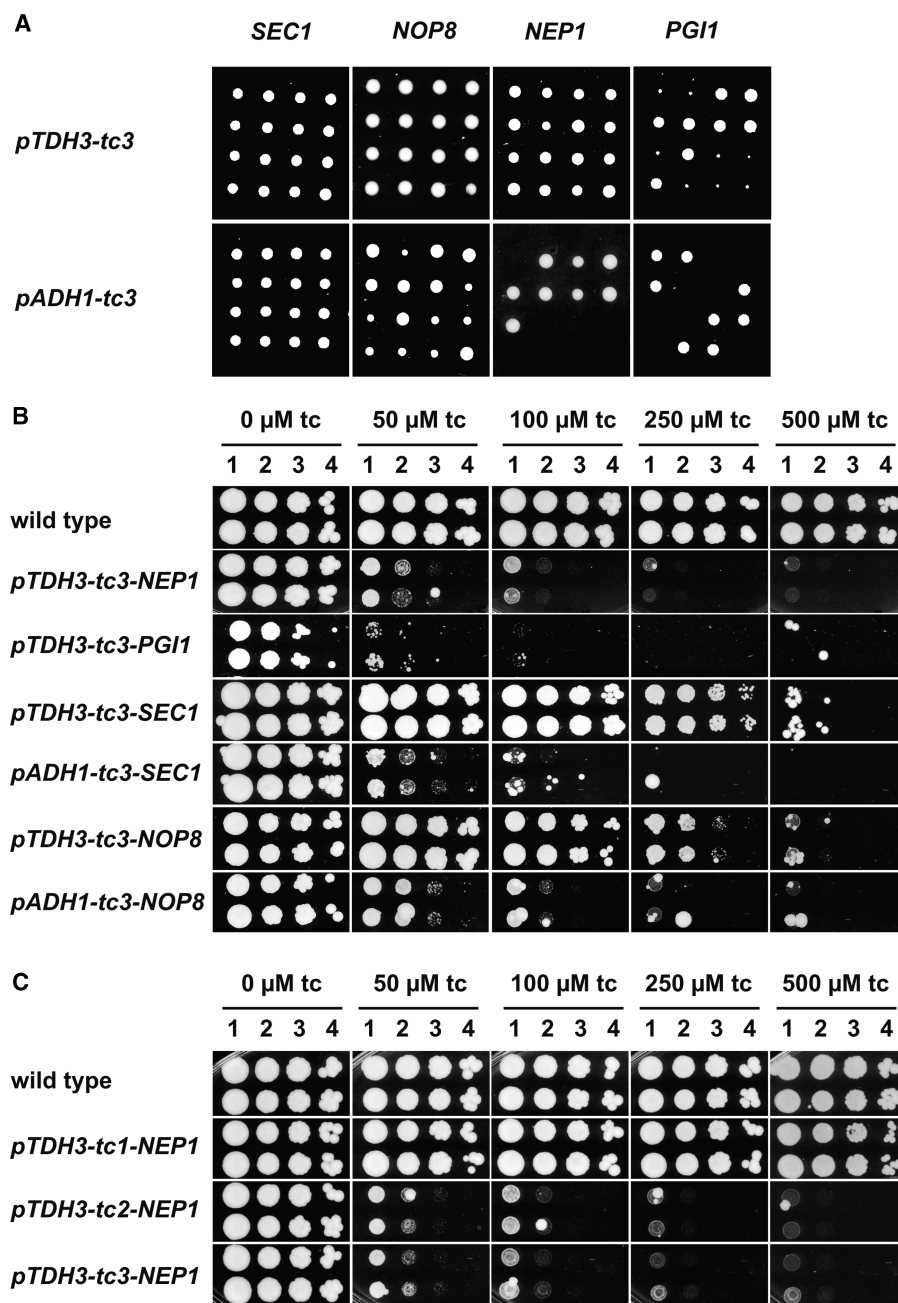 A
SEC1 NOP8 NEP1 PGI1
pTDH3-tc3
pADH1-tc3
B
0 µM tc 50 µM tc 100 µM tc 250 µM tc 500 µM tc
1 2 3 4 1 2 3 4 1 2 3 4 1 2 3 4 1 2 3 4
wild type
pTDH3-tc3-NEP1
pTDH3-tc3-PGI1
pTDH3-tc3-SEC1
pADH1-tc3-SEC1
pTDH3-tc3-NOP8
pADH1-tc3-NOP8
C
0 µM tc 50 µM tc 100 µM tc 250 µM tc 500 µM tc
1 2 3 4 1 2 3 4 1 2 3 4 1 2 3 4 1 2 3 4
wild type
pTDH3-tc1-NEP1
pTDH3-tc2-NEP1
pTDH3-tc3-NEP1